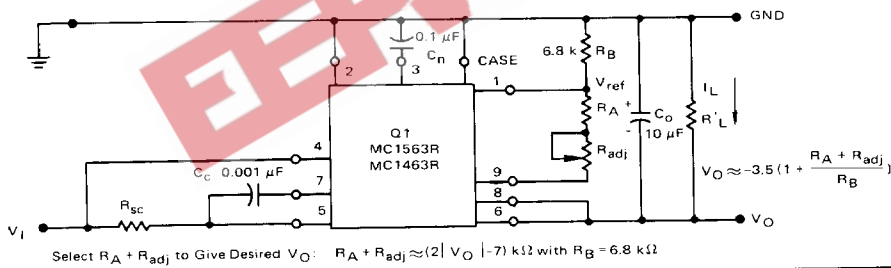 GND
0.1 µF
Cn
CASE
2
3
1
6.8 k
RB
Vref
RA
+
-
Co
10 µF
IL
R'L
Q1
MC1563R
MC1463R
Radj
4
Cc 0.001 µF
7
Rsc
5
9
8
6
VO ≈ -3.5 (1 + RA + Radj / RB)
Vi
VO
Select RA + Radj to Give Desired VO: RA + Radj ≈ (2| VO |-7) kΩ with RB = 6.8 kΩ